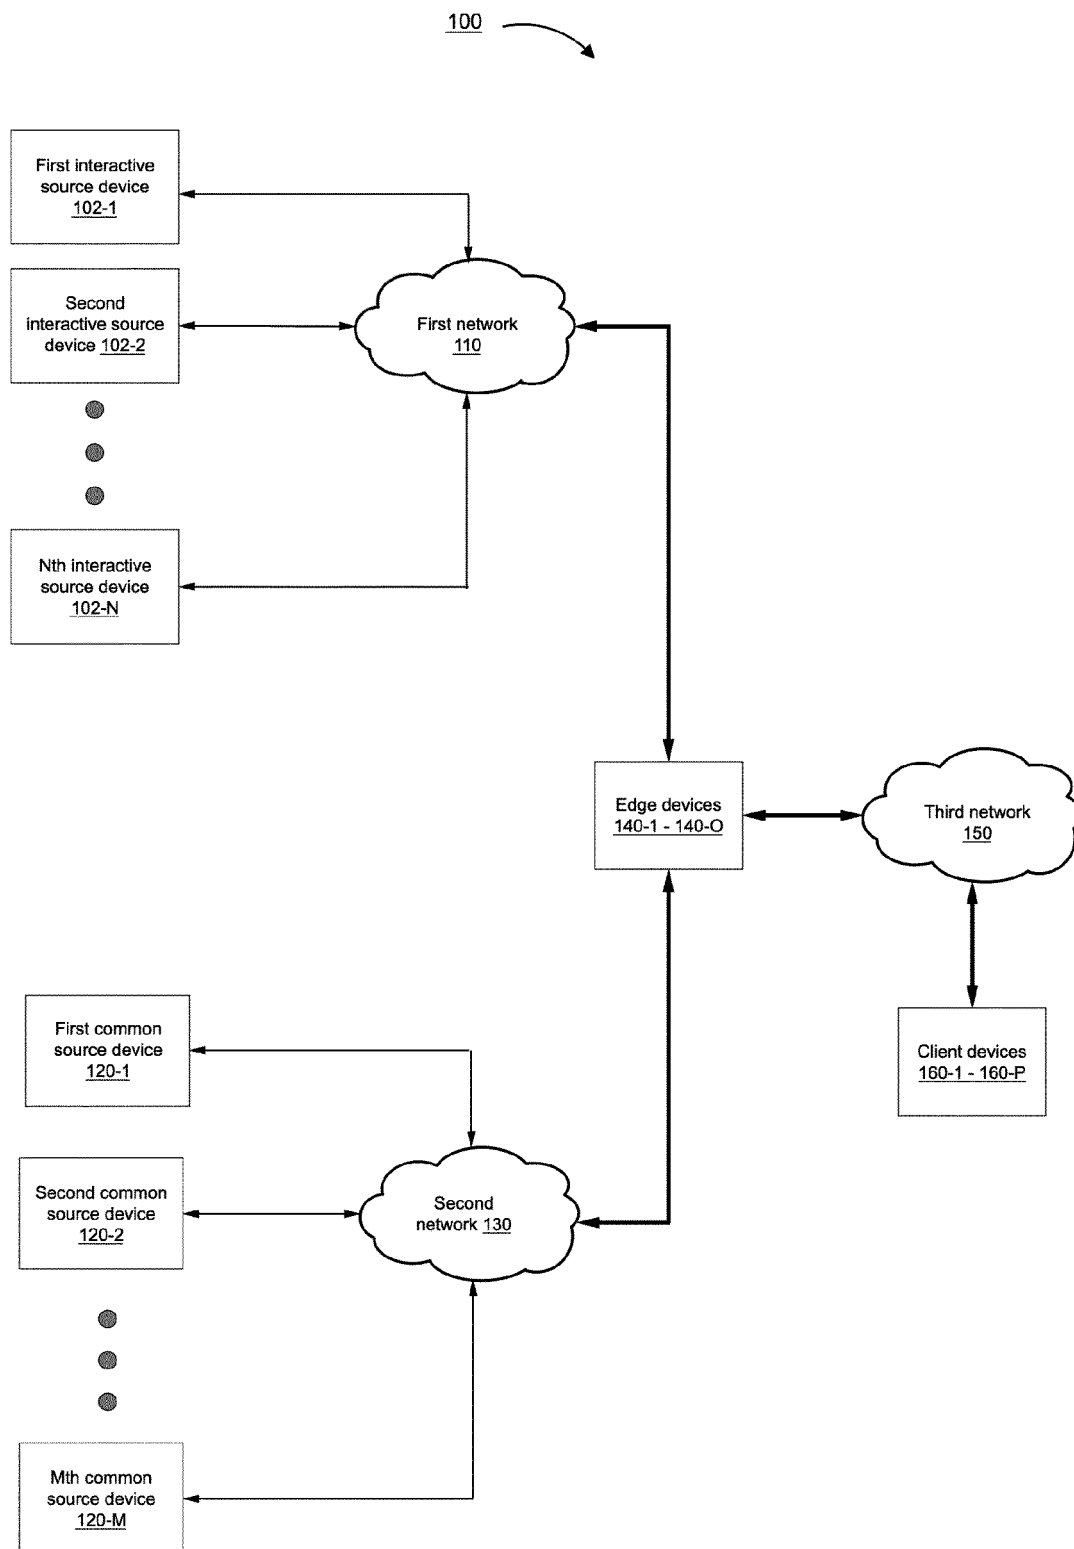 100
First interactive
source device
102-1
Second
interactive source
device 102-2
First network
110
Nth interactive
source device
102-N
Edge devices
140-1 - 140-O
Third network
150
First common
source device
120-1
Client devices
160-1 - 160-P
Second common
source device
120-2
Second
network 130
Mth common
source device
120-M